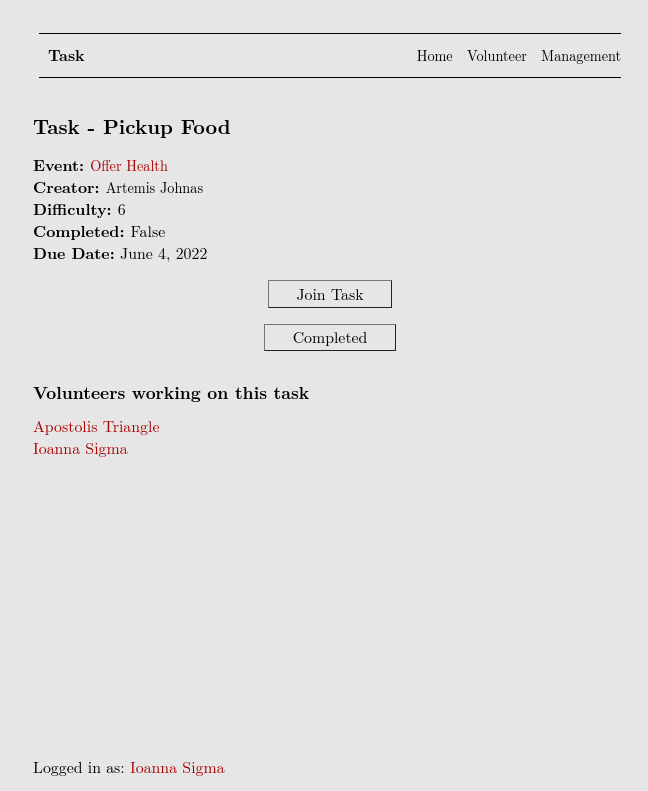 Task Home Volunteer Management
Task - Pickup Food
Event: Offer Health
Creator: Artemis Johnas
Difficulty: 6
Completed: False
Due Date: June 4, 2022
Join Task
Completed
Volunteers working on this task
Apostolis Triangle
Ioanna Sigma
Logged in as: Ioanna Sigma